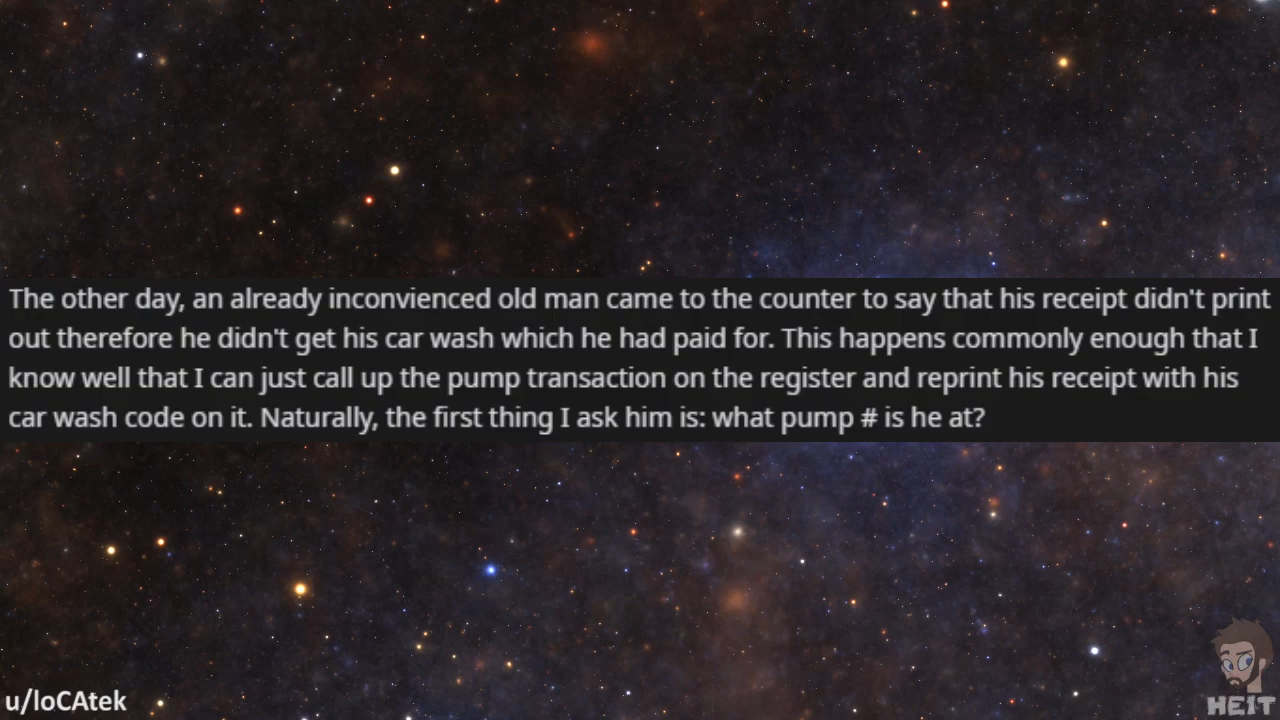 The other day, an already inconvienced old man came to the counter to say that his receipt didn't print
out therefore he didn't get his car wash which he had paid for. This happens commonly enough that I
know well that I can just call up the pump transaction on the register and reprint his receipt with his
car wash code on it. Naturally, the first thing I ask him is: what pump # is he at?
u/loCAtek
HEIT